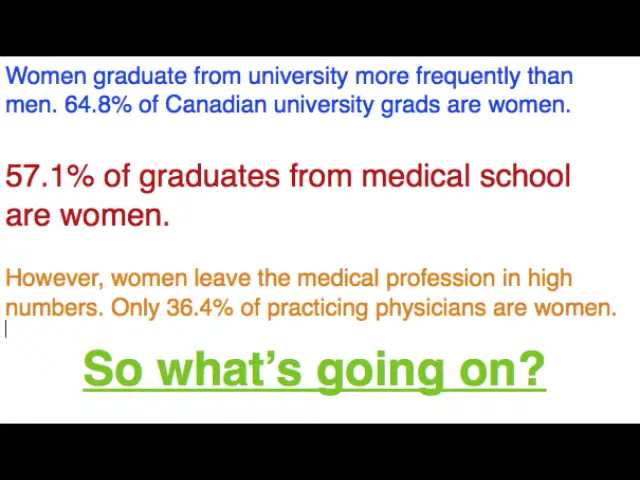 Women graduate from university more frequently than
men. 64.8% of Canadian university grads are women.
57.1% of graduates from medical school
are women.
However, women leave the medical profession in high
numbers. Only 36.4% of practicing physicians are women.
So what's going on?